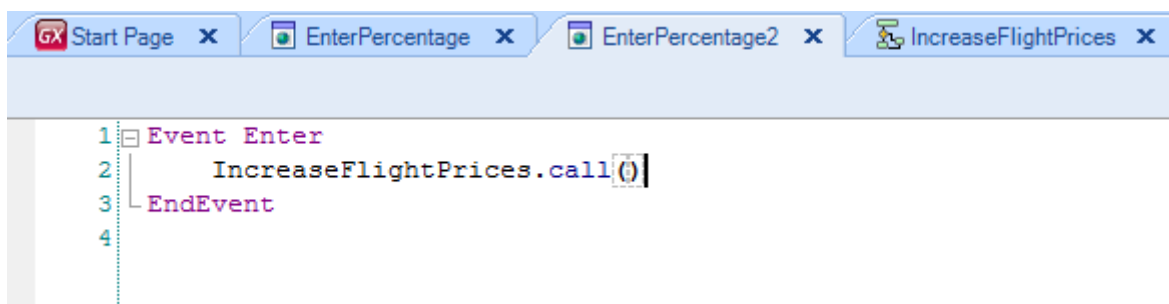 GX Start Page x EnterPercentage x EnterPercentage2 x IncreaseFlightPrices x
1 Event Enter
2 IncreaseFlightPrices.call()
3 EndEvent
4